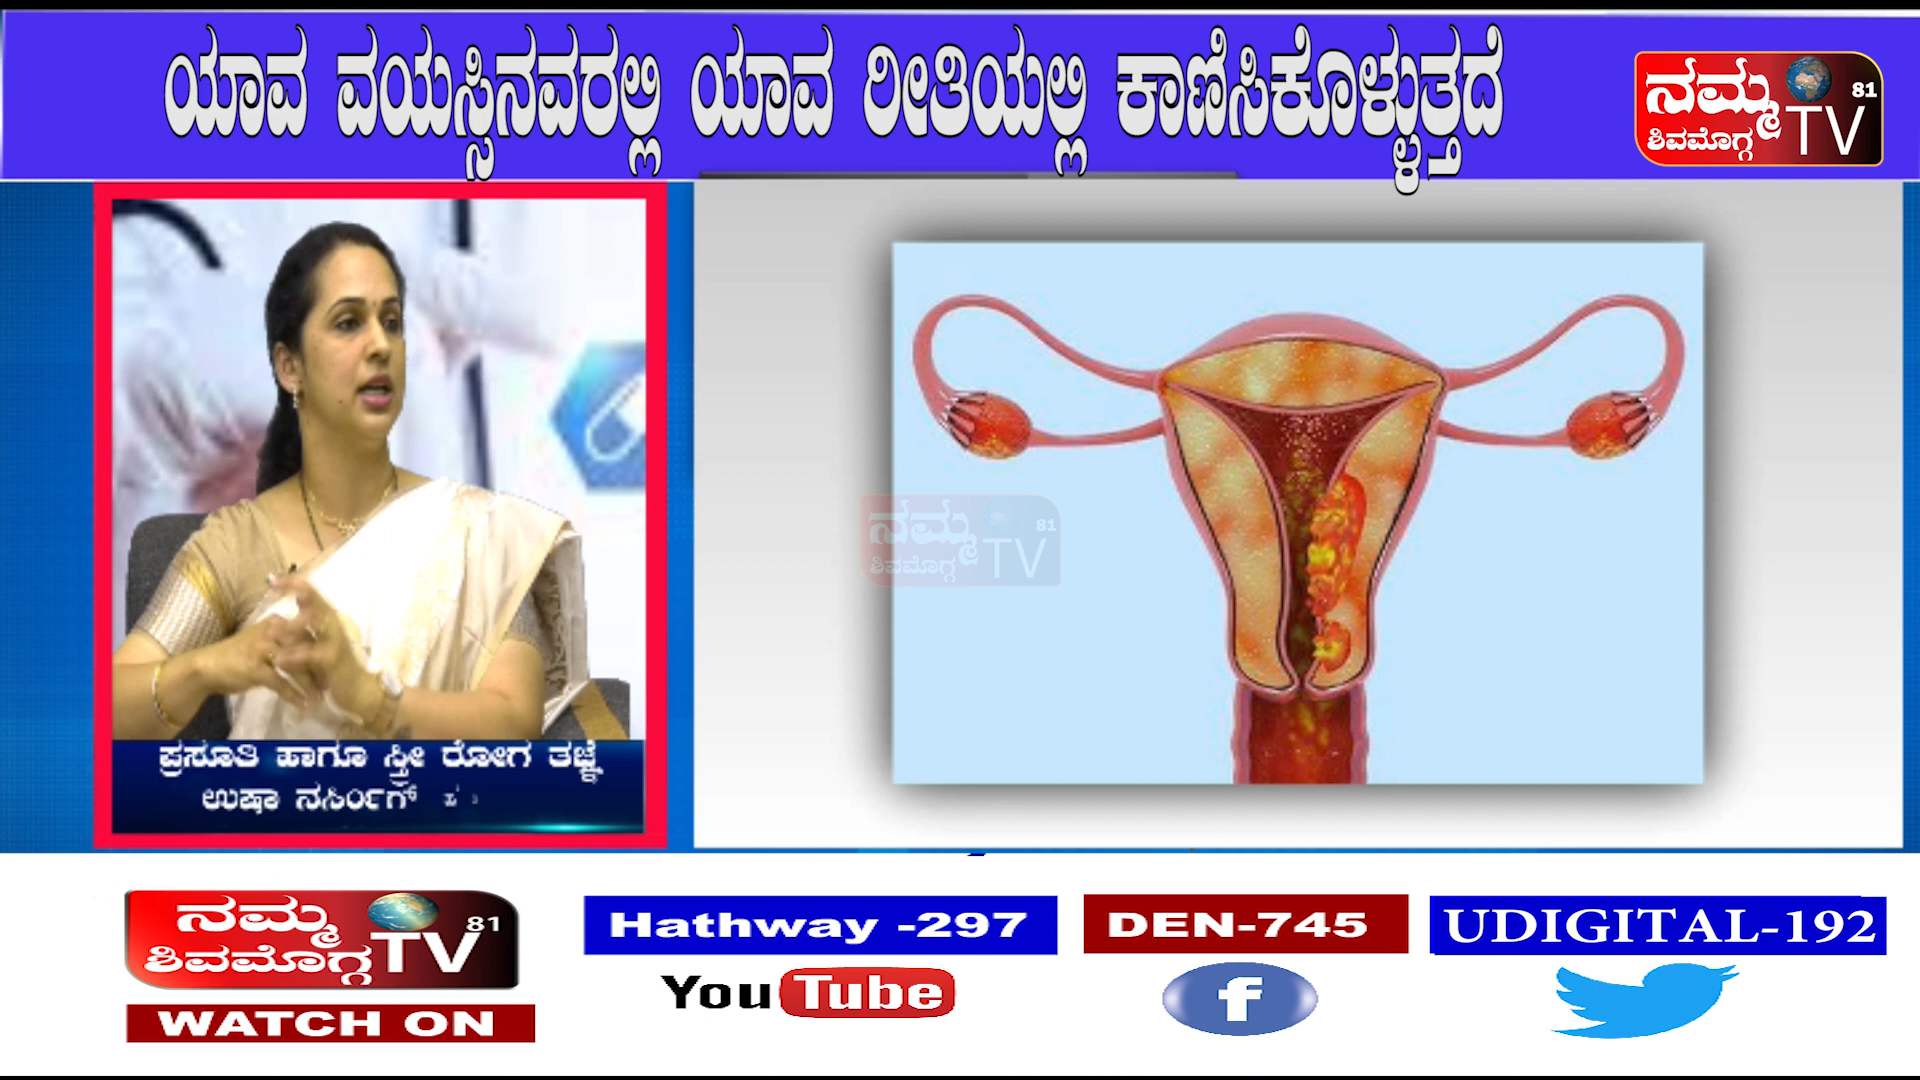 ಯಾವ ವಯಸ್ಸಿನವರಲ್ಲಿ ಯಾವ ರೀತಿಯಲ್ಲಿ ಕಾಣಿಸಿಕೊಳ್ಳುತ್ತದೆ
ನಮ್ಮ 81
ಶಿವಮೊಗ್ಗ TV
ನಮ್ಮ 81
ಶಿವಮೊಗ್ಗ TV
ಪ್ರಸೂತಿ ಹಾಗೂ ಸ್ತ್ರೀ ರೋಗ ತಜ್ಞೆ
ಉಷಾ ನರ್ಸಿಂಗ್
ನಮ್ಮ 81
ಶಿವಮೊಗ್ಗ TV
WATCH ON
Hathway -297
DEN-745
UDIGITAL-192
YouTube
f